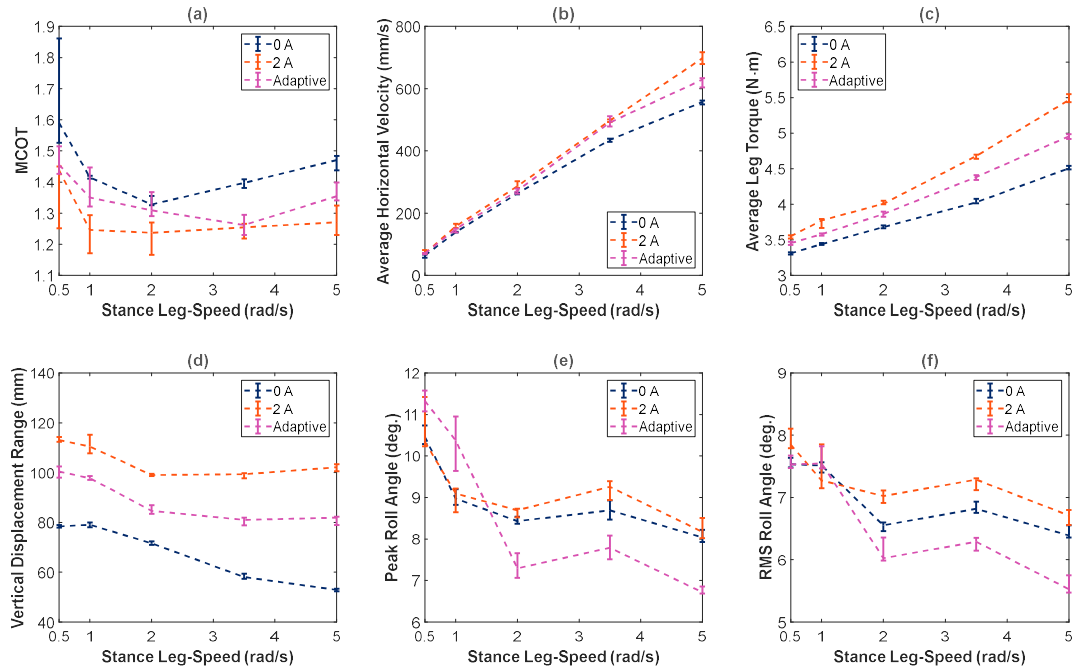 (a)
MCOT
1.9
1.8
1.7
1.6
1.5
1.4
1.3
1.2
1.1
0.5 1 2 3 4 5
Stance Leg-Speed (rad/s)
0 A
2 A
Adaptive
(b)
Average Horizontal Velocity (mm/s)
800
600
400
200
0
0.5 1 2 3 4 5
Stance Leg-Speed (rad/s)
0 A
2 A
Adaptive
(c)
Average Leg Torque (N·m)
6.5
6
5.5
5
4.5
4
3.5
3
0.5 1 2 3 4 5
Stance Leg-Speed (rad/s)
0 A
2 A
Adaptive
(d)
Vertical Displacement Range (mm)
140
120
100
80
60
40
0.5 1 2 3 4 5
Stance Leg-Speed (rad/s)
0 A
2 A
Adaptive
(e)
Peak Roll Angle (deg.)
12
11
10
9
8
7
6
0.5 1 2 3 4 5
Stance Leg-Speed (rad/s)
0 A
2 A
Adaptive
(f)
RMS Roll Angle (deg.)
9
8
7
6
5
0.5 1 2 3 4 5
Stance Leg-Speed (rad/s)
0 A
2 A
Adaptive